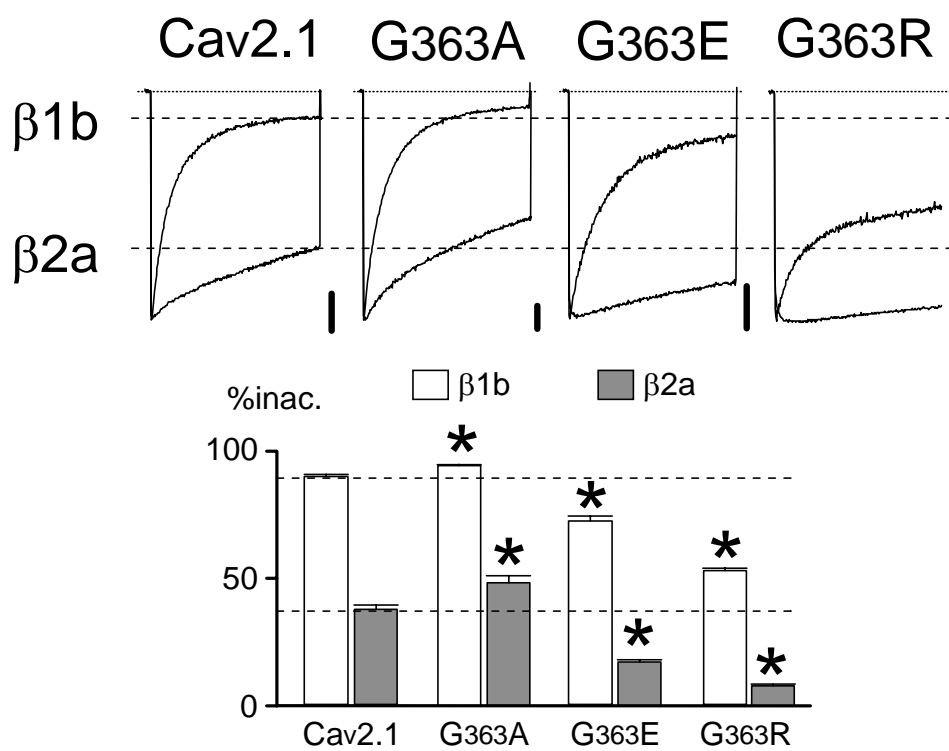 Cav2.1 G363A G363E G363R
β1b
β2a
%inac. β1b β2a
100
* * * * * *
50
0
Cav2.1 G363A G363E G363R